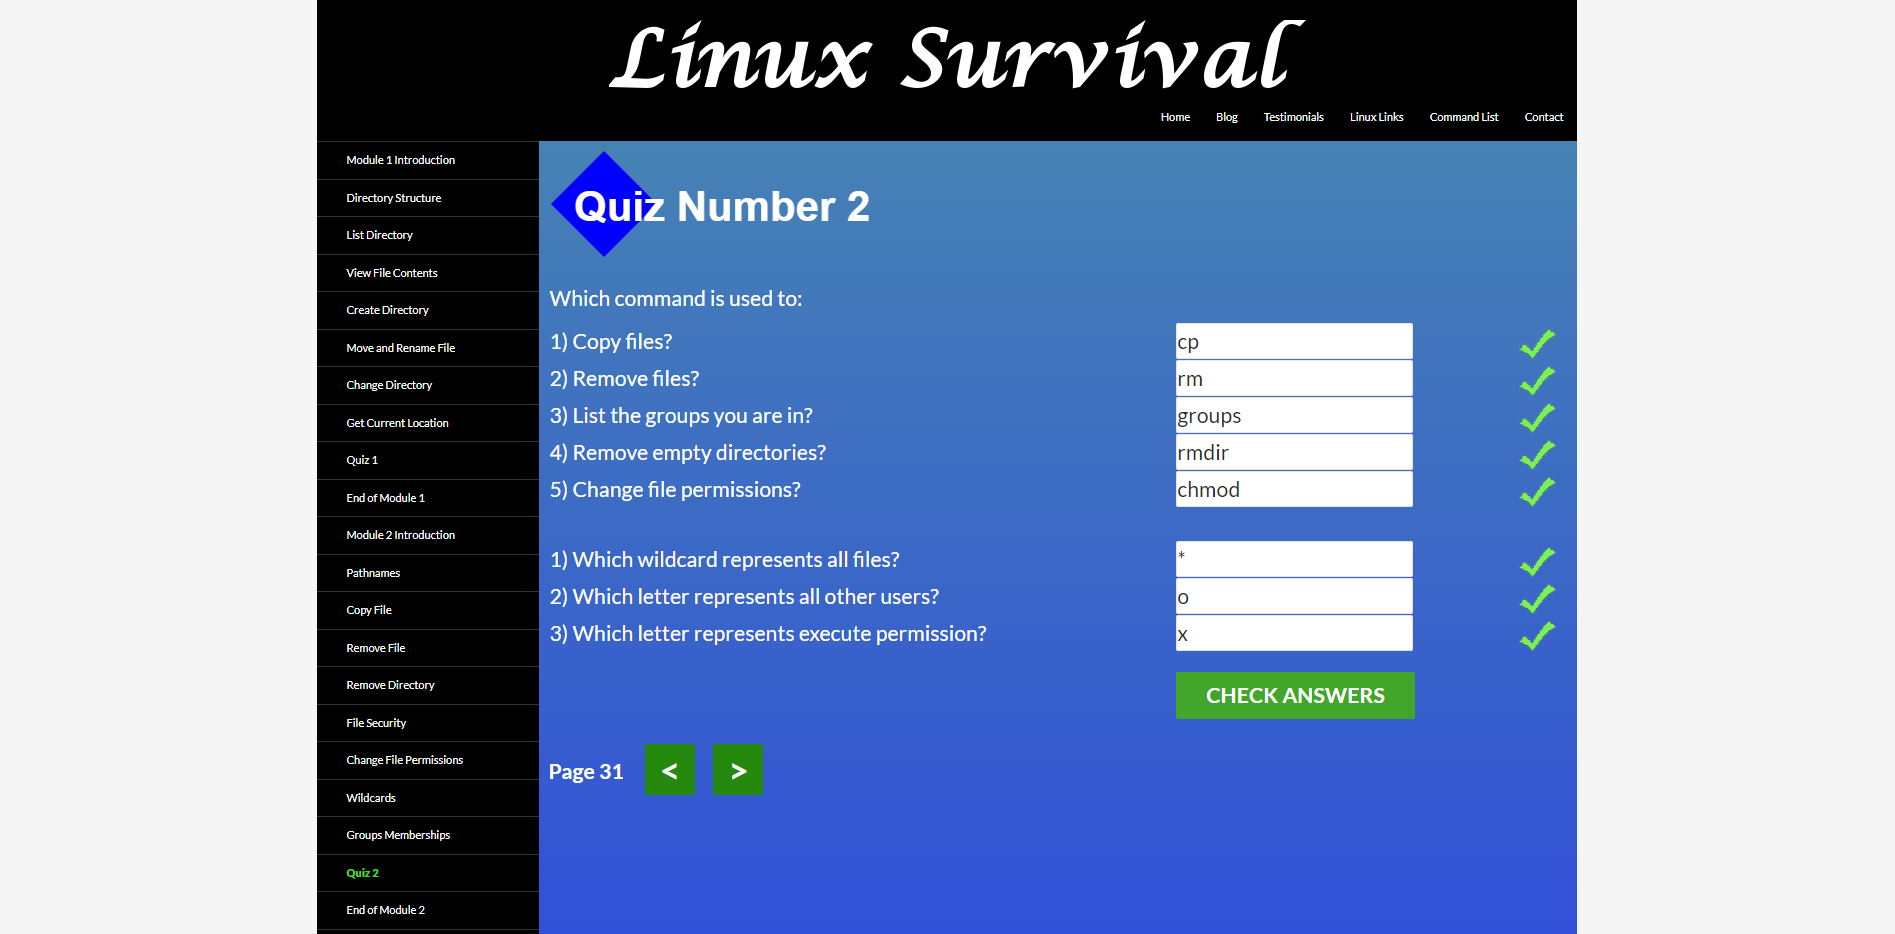 Linux Survival
Home Blog Testimonials Linux Links Command List Contact
Module 1 Introduction
Directory Structure
List Directory
View File Contents
Create Directory
Move and Rename File
Change Directory
Get Current Location
Quiz 1
End of Module 1
Module 2 Introduction
Pathnames
Copy File
Remove File
Remove Directory
File Security
Change File Permissions
Wildcards
Groups Memberships
Quiz 2
End of Module 2
Quiz Number 2
Which command is used to:
1) Copy files? cp
2) Remove files? rm
3) List the groups you are in? groups
4) Remove empty directories? rmdir
5) Change file permissions? chmod
1) Which wildcard represents all files? *
2) Which letter represents all other users? o
3) Which letter represents execute permission? x
CHECK ANSWERS
Page 31 < >